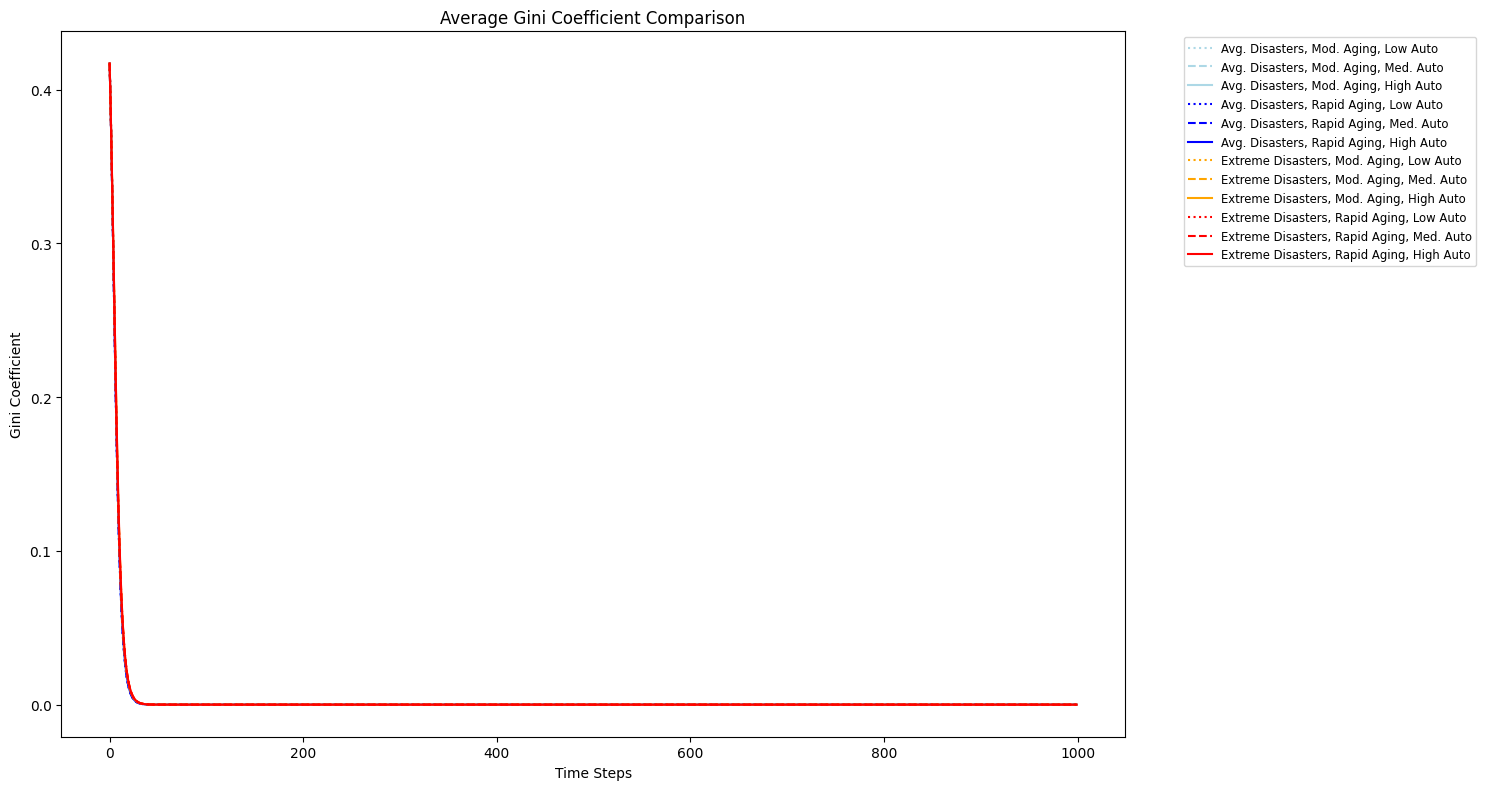 Average Gini Coefficient Comparison
Gini Coefficient
0.4
0.3
0.2
0.1
0.0
0 200 400 600 800 1000
Time Steps
Avg. Disasters, Mod. Aging, Low Auto
Avg. Disasters, Mod. Aging, Med. Auto
Avg. Disasters, Mod. Aging, High Auto
Avg. Disasters, Rapid Aging, Low Auto
Avg. Disasters, Rapid Aging, Med. Auto
Avg. Disasters, Rapid Aging, High Auto
Extreme Disasters, Mod. Aging, Low Auto
Extreme Disasters, Mod. Aging, Med. Auto
Extreme Disasters, Mod. Aging, High Auto
Extreme Disasters, Rapid Aging, Low Auto
Extreme Disasters, Rapid Aging, Med. Auto
Extreme Disasters, Rapid Aging, High Auto